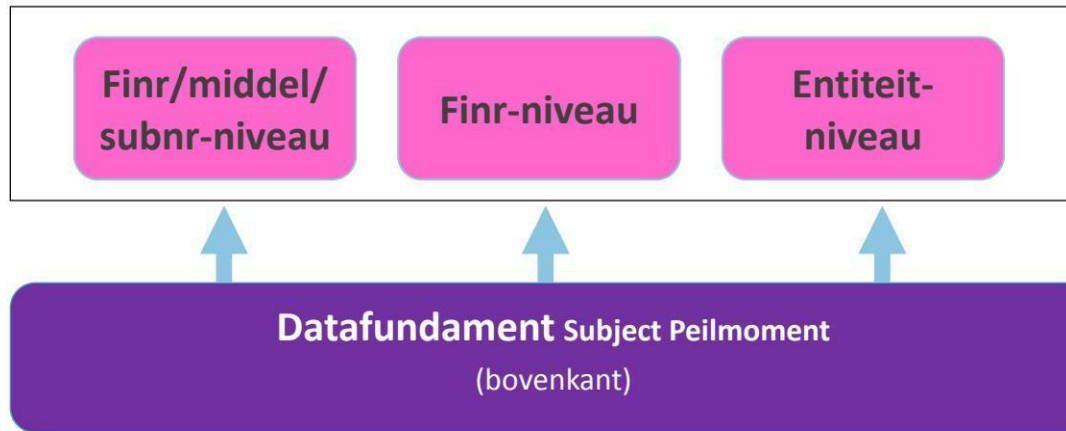 Finr/middel/
subnr-niveau
Finr-niveau
Entiteit-
niveau
Datafundament Subject Peilmoment
(bovenkant)